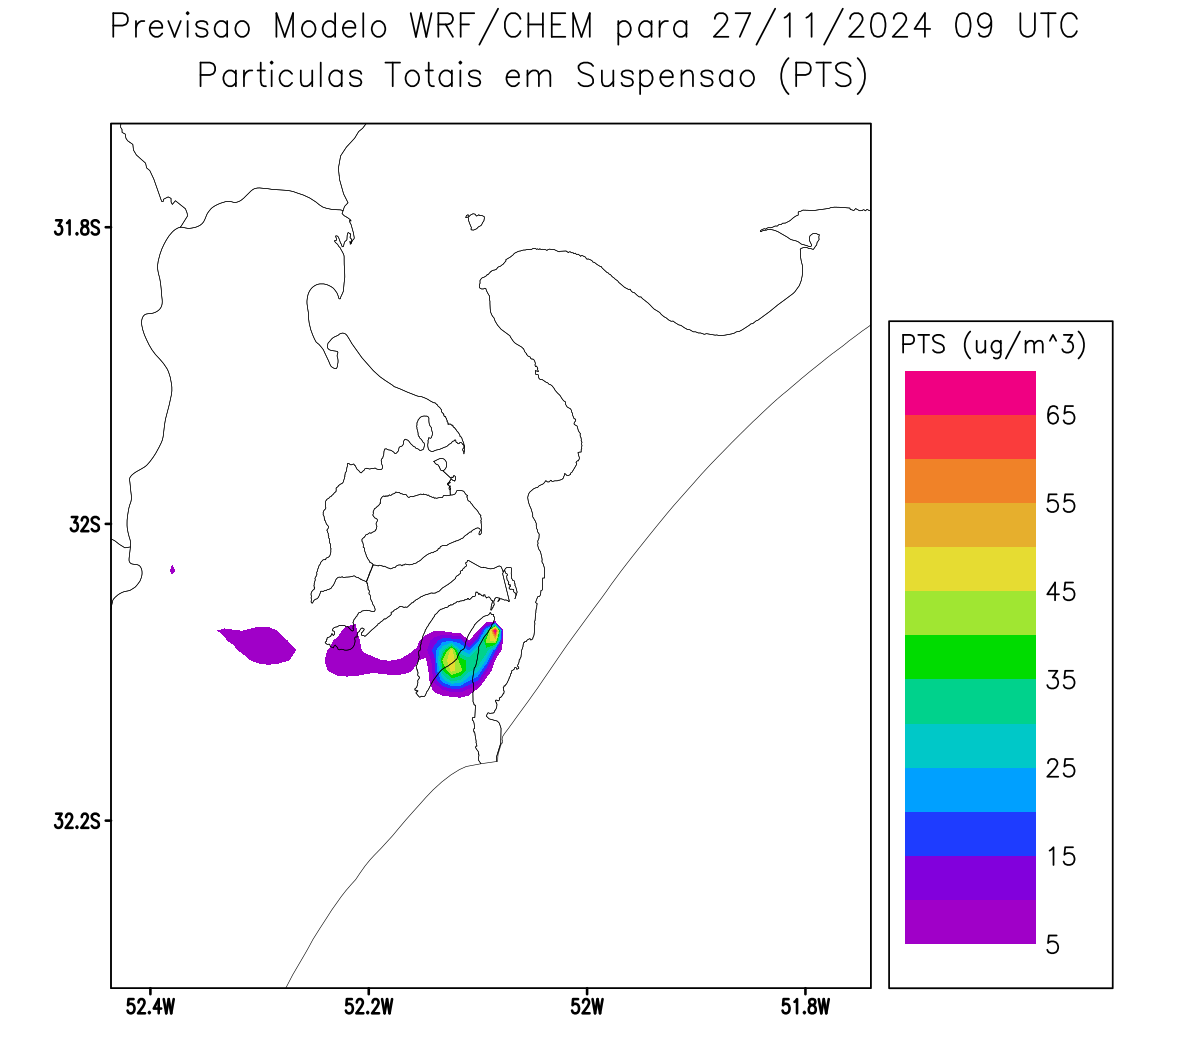 Previsao Modelo WRF/CHEM para 27/11/2024 09 UTC
Particulas Totais em Suspensao (PTS)
31.8S
32S
32.2S
52.4W
52.2W
52W
51.8W
PTS (ug/m^3)
65
55
45
35
25
15
5